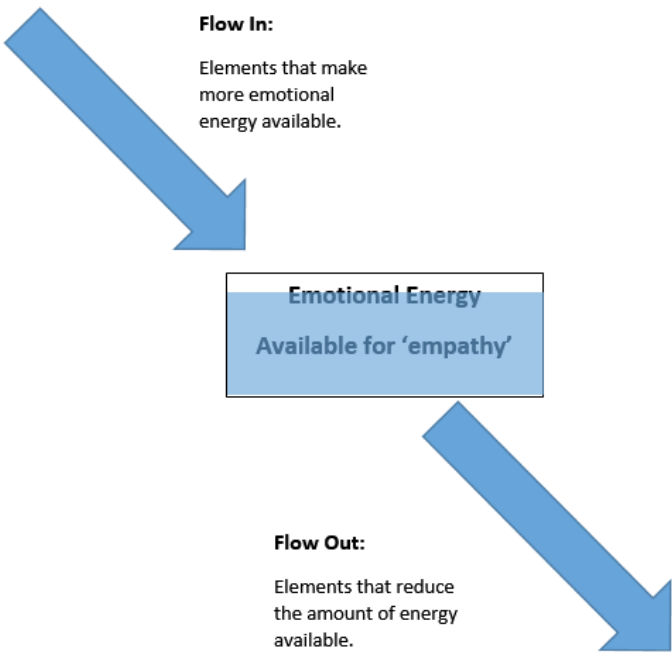 Flow In:
Elements that make
more emotional
energy available.
Emotional Energy
Available for ‘empathy’
Flow Out:
Elements that reduce
the amount of energy
available.